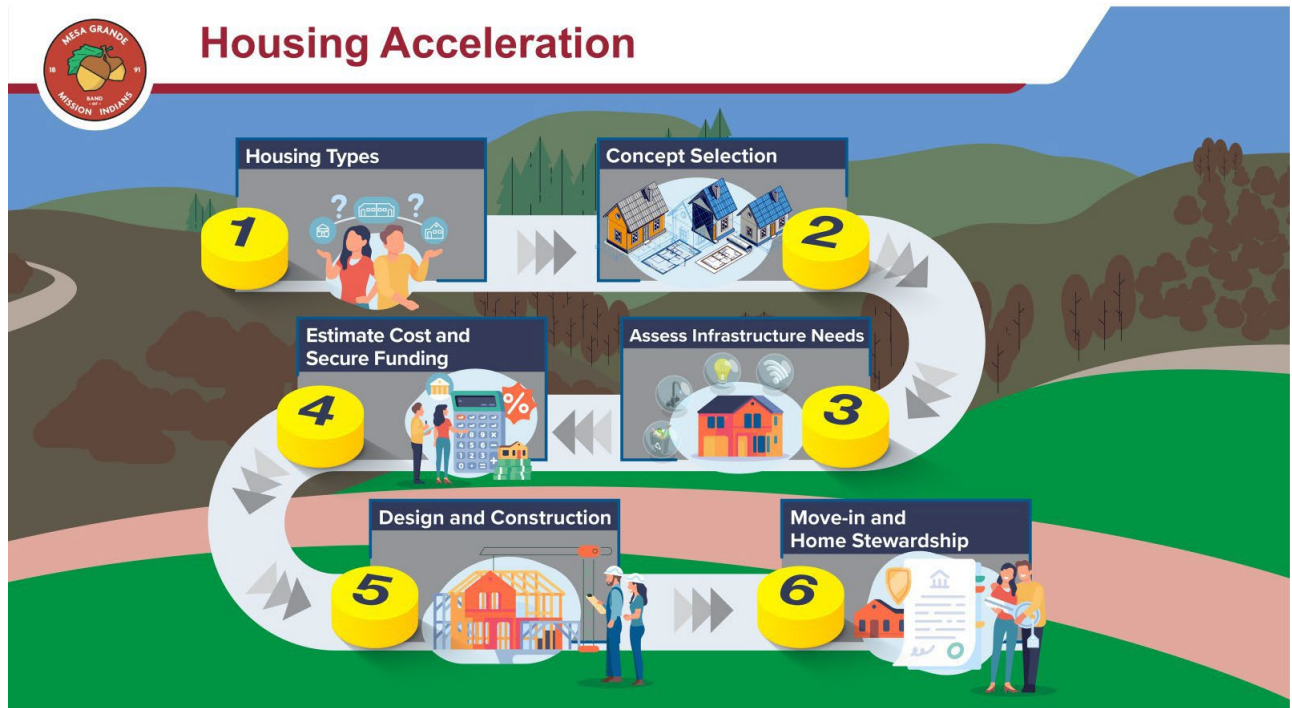 MESA GRANDE
18 91
BAND
- OF -
MISSION INDIANS
Housing Acceleration
Housing Types
1
? ?
Concept Selection
2
Assess Infrastructure Needs
3
Estimate Cost and
Secure Funding
4
%
Design and Construction
5
Move-in and
Home Stewardship
6